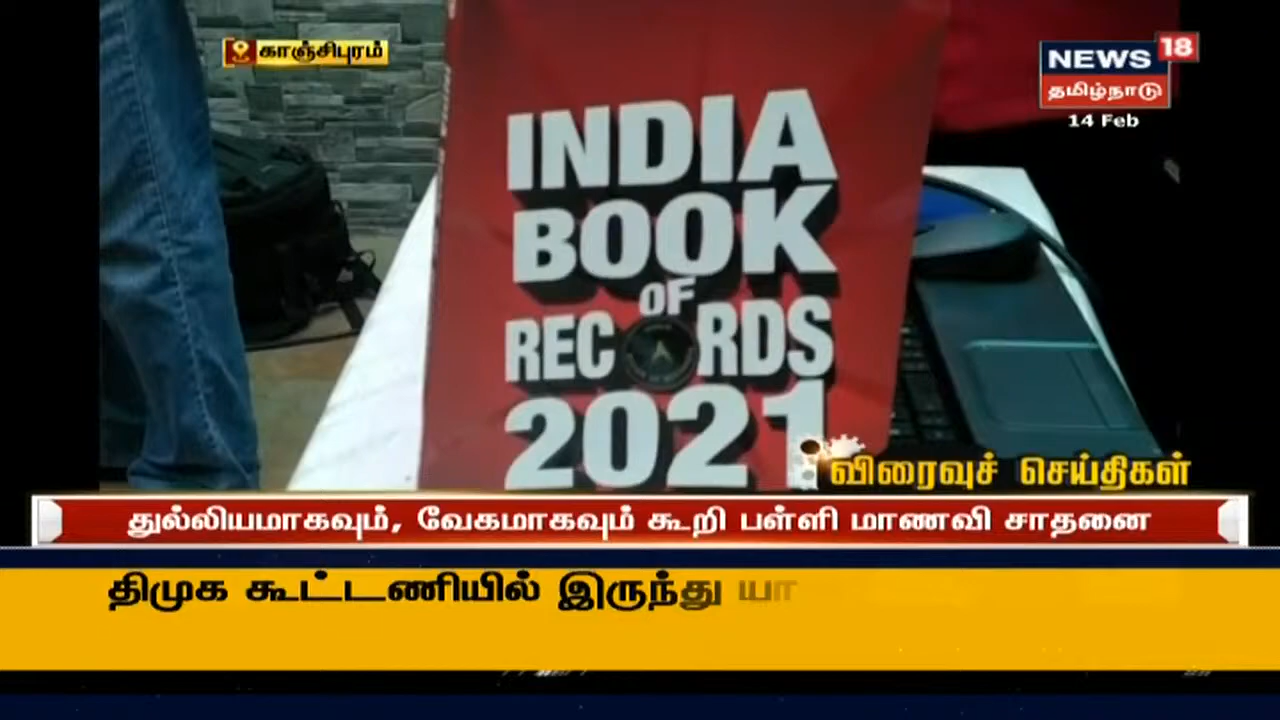 காஞ்சிபுரம்
NEWS 18
தமிழ்நாடு
14 Feb
INDIA
BOOK
OF
RECORDS
2021
விரைவுச் செய்திகள்
துல்லியமாகவும், வேகமாகவும் கூறி பள்ளி மாணவி சாதனை
திமுக கூட்டணியில் இருந்து யா